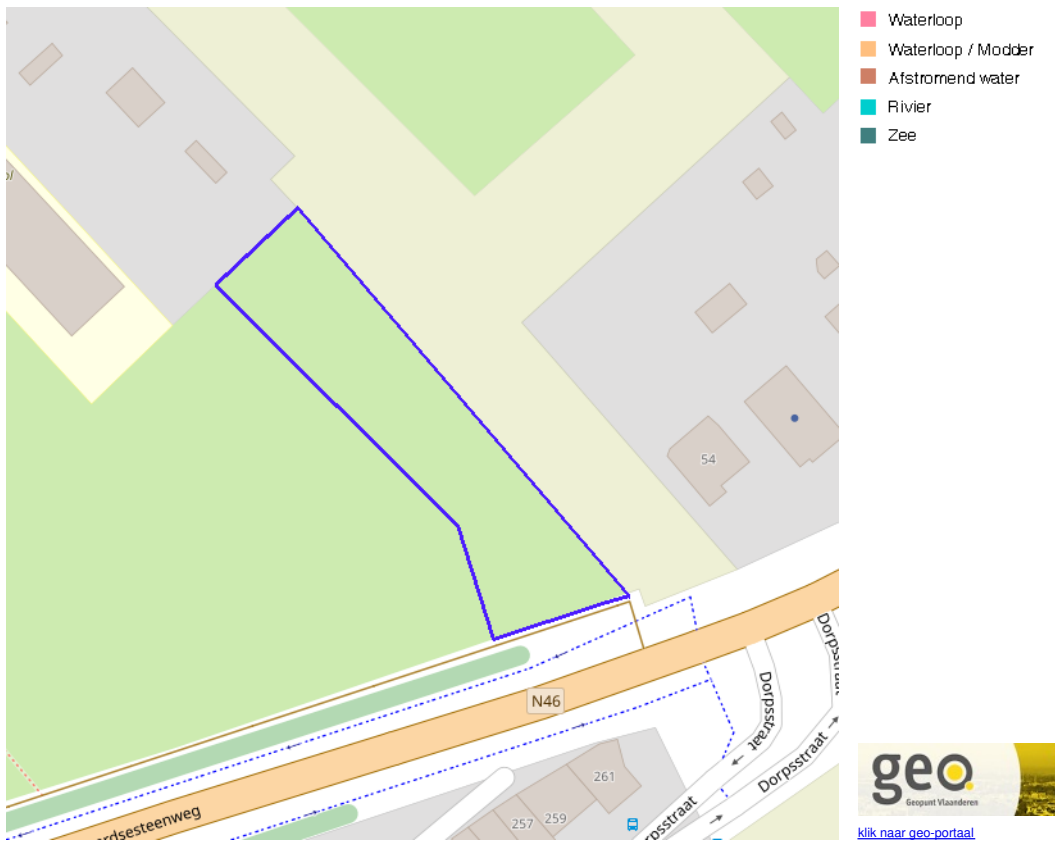 Waterloop
Waterloop / Modder
Afstromend water
Rivier
Zee
54
N46
Dorpsstraat
Dorpsstraat
Dorpsstraat
261
259
257
geo
Geopunt Vlaanderen
klik naar geo-portaal